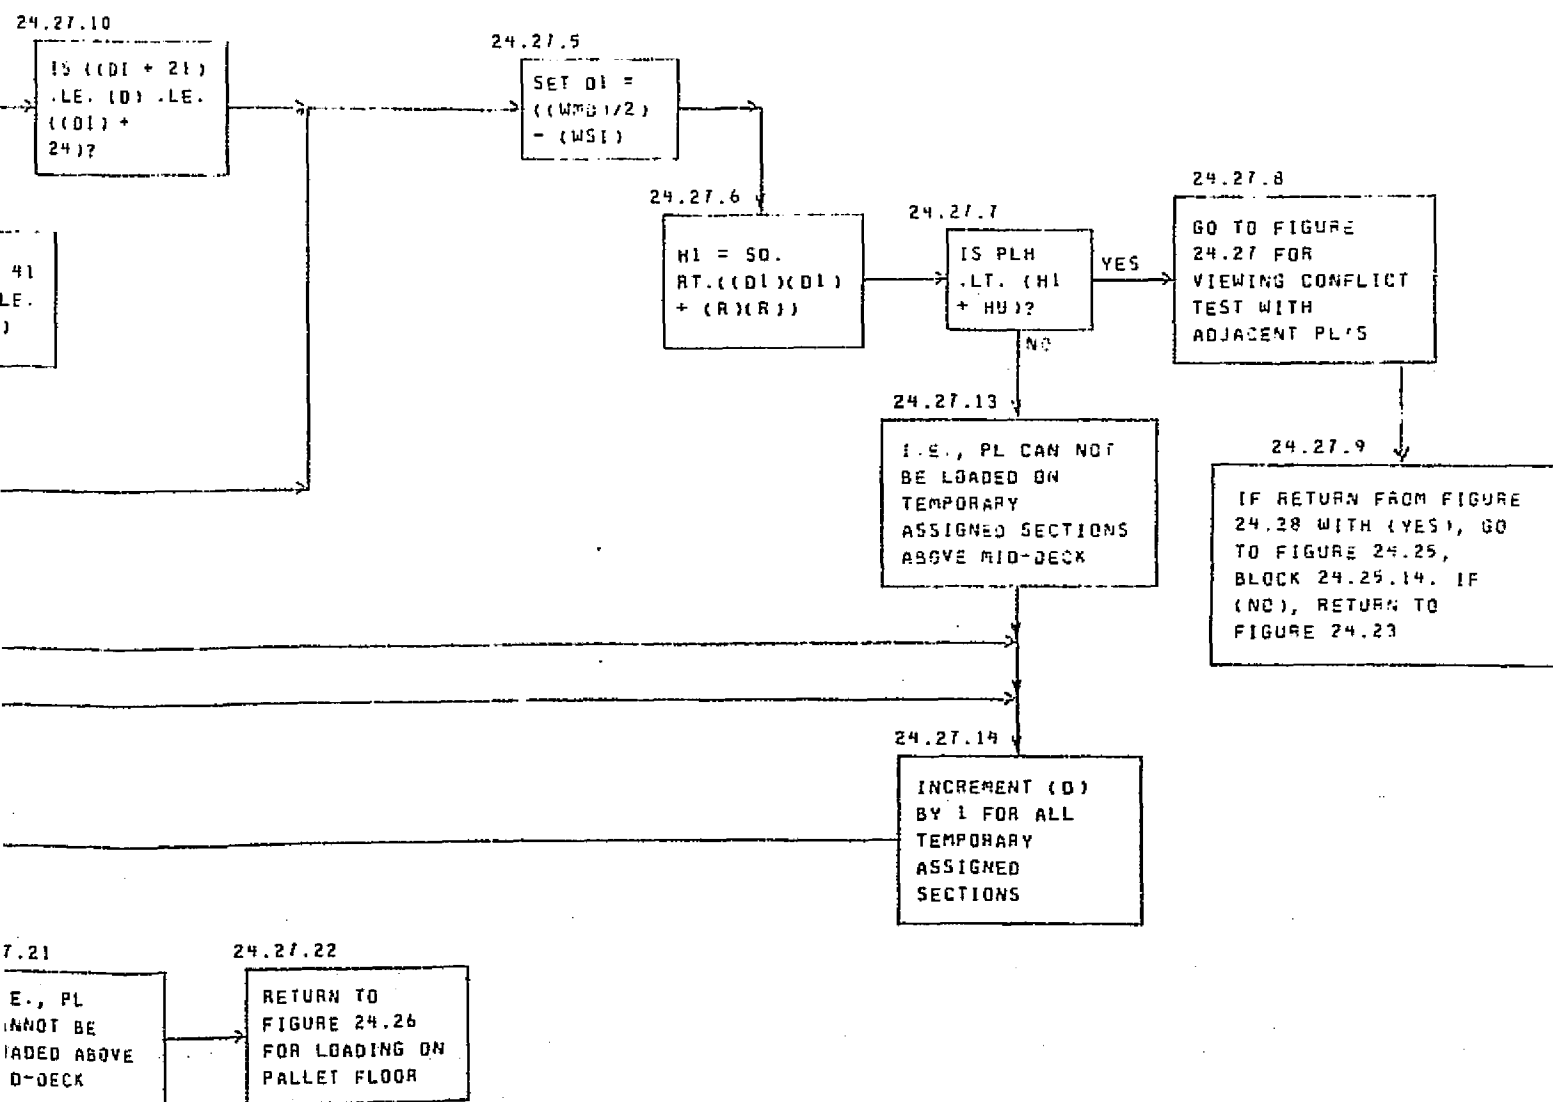 24.27.10
IS ((DI + 21)
.LE. (D) .LE.
((DI) +
24)?
24.27.5
SET D1 =
((WMD)/2)
- (WSI)
24.27.6
H1 = SQ.
RT.((D1)(D1)
+ (R)(R))
24.27.7
IS PLH
.LT. (H1
+ HU)?
YES
NO
24.27.8
GO TO FIGURE
24.27 FOR
VIEWING CONFLICT
TEST WITH
ADJACENT PL'S
41
LE.
)
24.27.13
I.E., PL CAN NOT
BE LOADED ON
TEMPORARY
ASSIGNED SECTIONS
ABOVE MID-DECK
24.27.9
IF RETURN FROM FIGURE
24.28 WITH (YES), GO
TO FIGURE 24.25,
BLOCK 24.25.14. IF
(NO), RETURN TO
FIGURE 24.23
24.27.14
INCREMENT (D)
BY 1 FOR ALL
TEMPORARY
ASSIGNED
SECTIONS
7.21
E., PL
NNOT BE
ADED ABOVE
D-DECK
24.27.22
RETURN TO
FIGURE 24.26
FOR LOADING ON
PALLET FLOOR